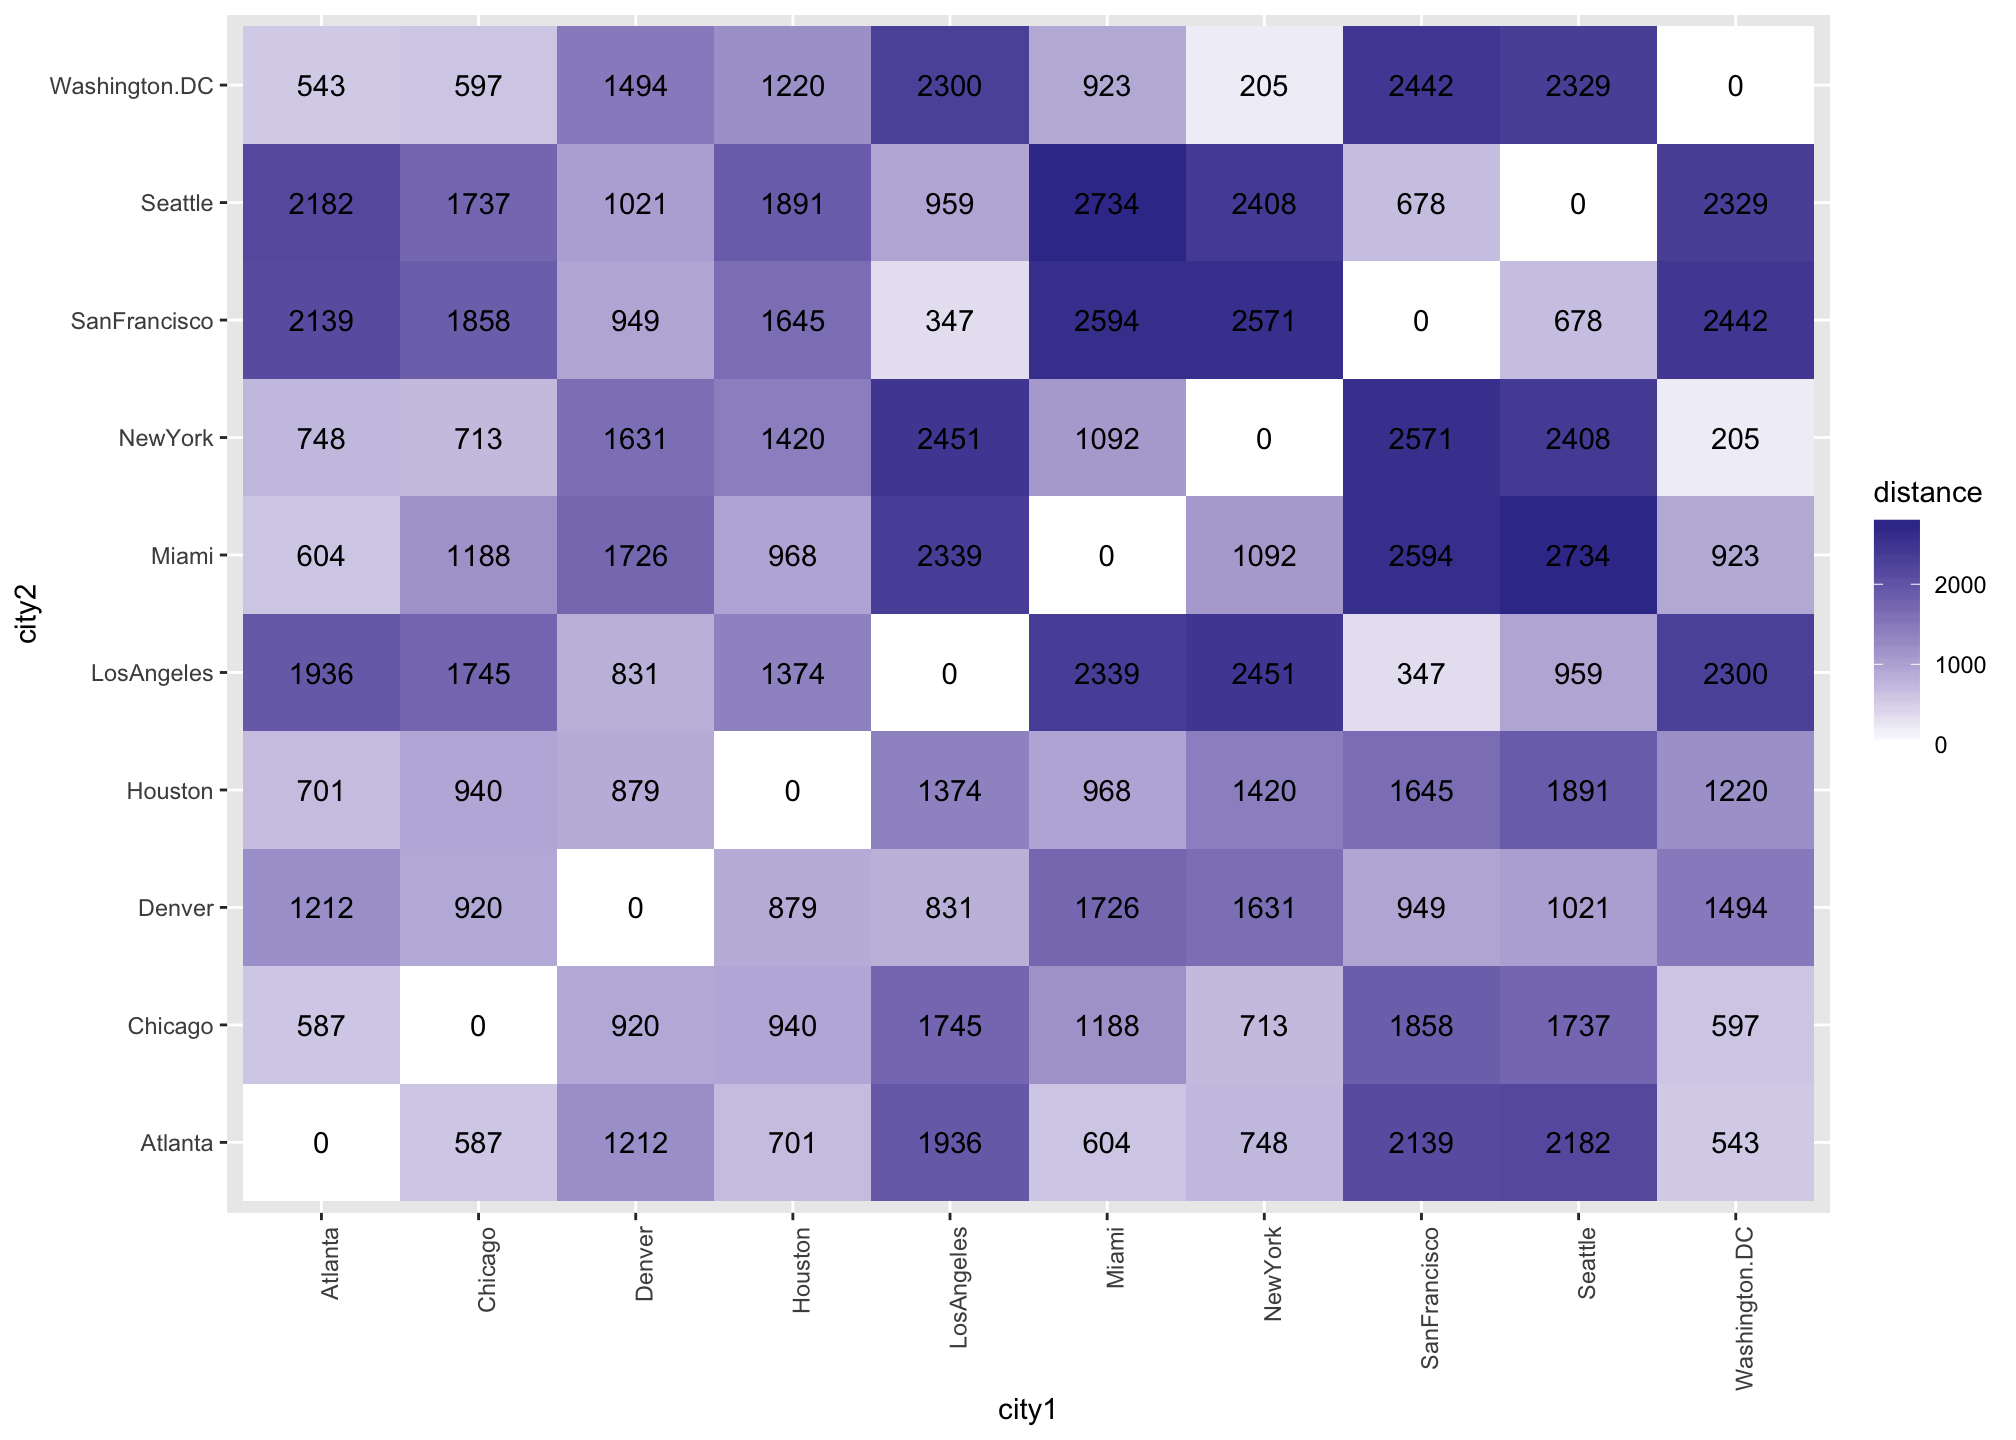 Washington.DC 543 597 1494 1220 2300 923 205 2442 2329 0
Seattle 2182 1737 1021 1891 959 2734 2408 678 0 2329
SanFrancisco 2139 1858 949 1645 347 2594 2571 0 678 2442
NewYork 748 713 1631 1420 2451 1092 0 2571 2408 205
Miami 604 1188 1726 968 2339 0 1092 2594 2734 923
LosAngeles 1936 1745 831 1374 0 2339 2451 347 959 2300
Houston 701 940 879 0 1374 968 1420 1645 1891 1220
Denver 1212 920 0 879 831 1726 1631 949 1021 1494
Chicago 587 0 920 940 1745 1188 713 1858 1737 597
Atlanta 0 587 1212 701 1936 604 748 2139 2182 543
Atlanta Chicago Denver Houston LosAngeles Miami NewYork SanFrancisco Seattle Washington.DC
city1
city2
distance
2000
1000
0